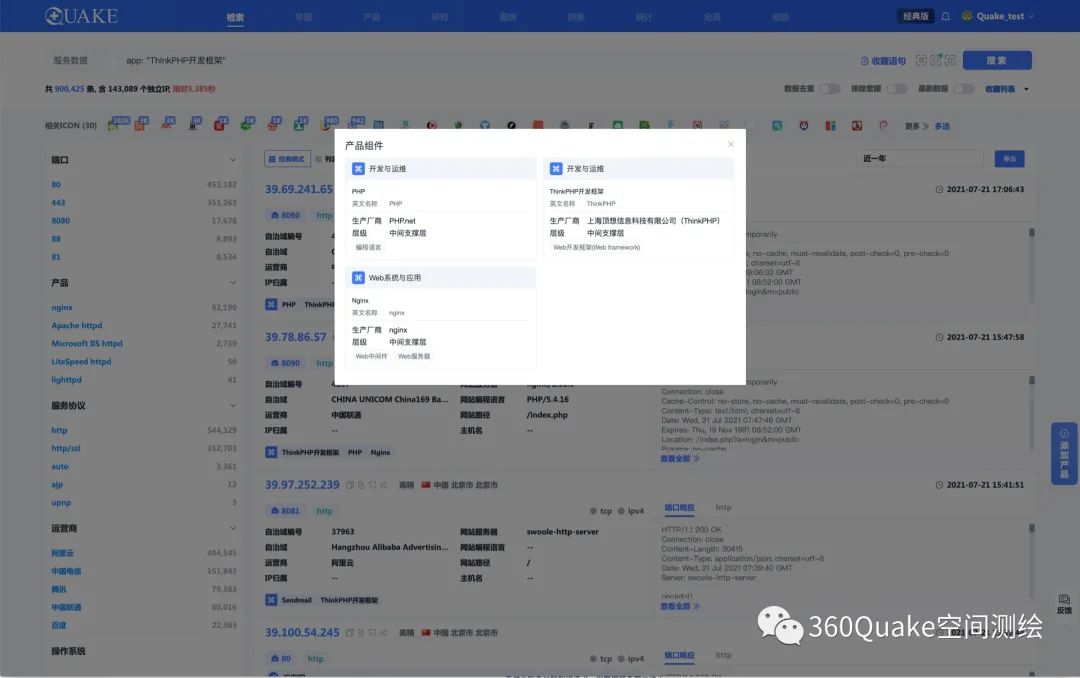 QUAKE
检索
专题
产品
统计
经典版
Quake_test
服务数据
app: "ThinkPHP开发框架"
收藏语句
搜索
共 900,425 条, 含 143,089 个独立IP, 用时3.385秒
数据去重
排除蜜罐
最新数据
收藏列表
相关ICON (30)
202K
3K
3K
3K
1K
1K
1K
1K
980
942
更多
多选
端口
80 453,182
443 353,263
8080 17,678
88 9,893
81 8,534
产品
nginx 52,190
Apache httpd 27,741
Microsoft IIS httpd 2,739
LiteSpeed httpd 58
lighttpd 41
服务协议
http 544,329
http/ssl 352,703
auto 3,361
ajp 12
upnp 5
运营商
阿里云 404,545
中国电信 151,843
腾讯 79,383
中国联通 60,016
百度 22,383
操作系统
经典模式
近一年
导出
39.69.241.65
2021-07-21 17:06:43
8090
http
自治域编号
自治域
运营商
IP归属
PHP
ThinkPHP
mporarily
no-store, no-cache, must-revalidate, post-check=0, pre-check=0
; charset=utf-8
09:06:32 GMT
08:52:00 GMT
login&m=public
产品组件
开发与运维
PHP
英文名称 PHP
生产厂商 PHP.net
层级 中间支撑层
编程语言
开发与运维
ThinkPHP开发框架
英文名称 ThinkPHP
生产厂商 上海顶想信息科技有限公司（ThinkPHP）
层级 中间支撑层
Web开发框架(Web framework)
Web系统与应用
Nginx
英文名称 nginx
生产厂商 nginx
层级 中间支撑层
Web中间件 Web服务器
39.78.86.57
2021-07-21 15:47:58
8090
http
自治域编号 4837
自治域 CHINA UNICOM China169 Ba...
运营商 中国联通
IP归属 --
网站服务器
网站编程语言 PHP/5.4.16
网站路径 /index.php
主机名 --
ThinkPHP开发框架 PHP Nginx
mporarily
Connection: close
Cache-Control: no-store, no-cache, must-revalidate, post-check=0, pre-check=0
Content-Type: text/html; charset=utf-8
Date: Wed, 21 Jul 2021 07:47:46 GMT
Expires: Thu, 19 Nov 1981 08:52:00 GMT
Location: /index.php?a=login&m=public
Pragma: no-cache
查看全部
39.97.252.239
高精
中国 北京市 北京市
2021-07-21 15:41:51
8081
http
tcp
ipv4
端口响应
http
自治域编号 37963
自治域 Hangzhou Alibaba Advertisin...
运营商 阿里云
IP归属 --
网站服务器 swoole-http-server
网站编程语言 --
网站路径 /
主机名 --
Sendmail ThinkPHP开发框架
HTTP/1.1 200 OK
Connection: close
Content-Length: 30415
Content-Type: application/json; charset=utf-8
Date: Wed, 21 Jul 2021 07:39:40 GMT
Server: swoole-http-server
phpinfo()
查看全部
39.100.54.245
高精
中国 北京市 北京市
80
http
tcp
ipv4
端口响应
http
添加产品
反馈
360Quake空间测绘